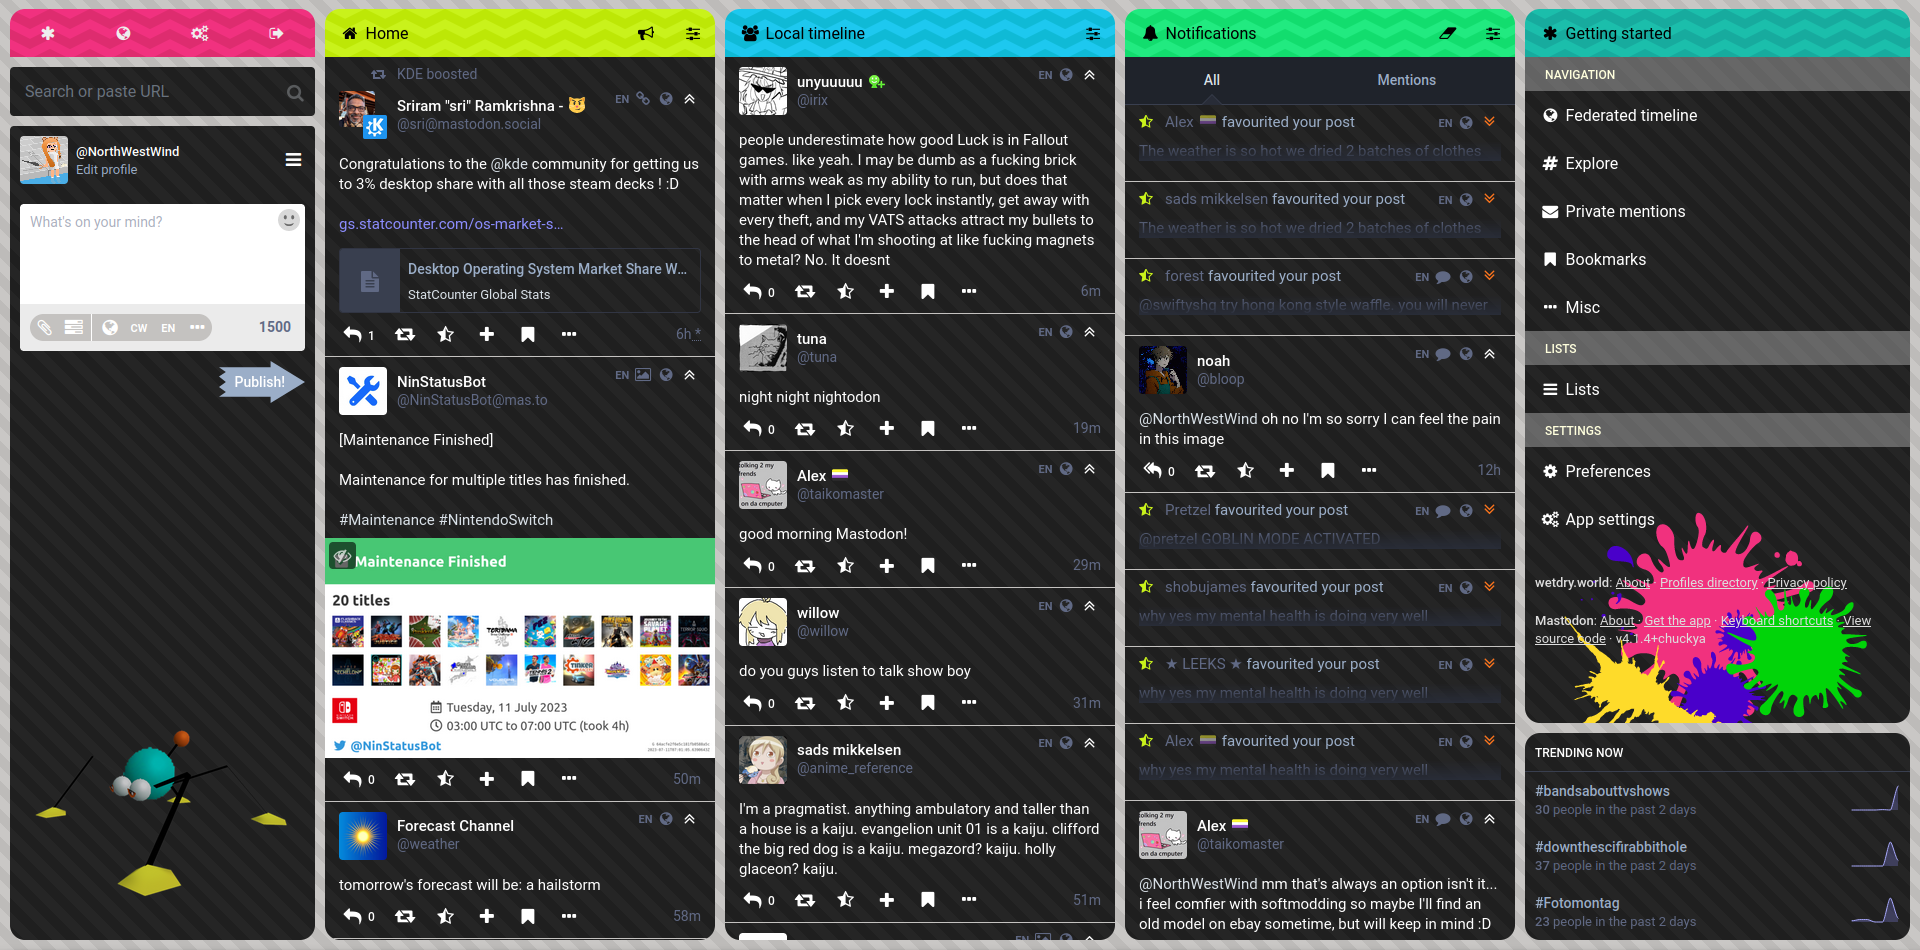 Search or paste URL
@NorthWestWind
Edit profile
What's on your mind?
CW
EN
1500
Publish!
Home
KDE boosted
Sriram "sri" Ramkrishna -
EN
@sri@mastodon.social
Congratulations to the @kde community for getting us
to 3% desktop share with all those steam decks ! :D
gs.statcounter.com/os-market-s…
Desktop Operating System Market Share W...
StatCounter Global Stats
1
6h *
NinStatusBot
EN
@NinStatusBot@mas.to
[Maintenance Finished]
Maintenance for multiple titles has finished.
#Maintenance #NintendoSwitch
Maintenance Finished
20 titles
Tuesday, 11 July 2023
03:00 UTC to 07:00 UTC (took 4h)
@NinStatusBot
0
50m
Forecast Channel
EN
@weather
tomorrow's forecast will be: a hailstorm
0
58m
Local timeline
unyuuuuu
EN
@irix
people underestimate how good Luck is in Fallout
games. like yeah. I may be dumb as a fucking brick
with arms weak as my ability to run, but does that
matter when I pick every lock instantly, get away with
every theft, and my VATS attacks attract my bullets to
the head of what I'm shooting at like fucking magnets
to metal? No. It doesnt
0
6m
tuna
EN
@tuna
night night nightodon
0
19m
talking 2 my
friends
on da cmputer
Alex
EN
@taikomaster
good morning Mastodon!
0
29m
willow
EN
@willow
do you guys listen to talk show boy
0
31m
sads mikkelsen
EN
@anime_reference
I'm a pragmatist. anything ambulatory and taller than
a house is a kaiju. evangelion unit 01 is a kaiju. clifford
the big red dog is a kaiju. megazord? kaiju. holly
glaceon? kaiju.
0
51m
EN
Notifications
All
Mentions
Alex favourited your post
EN
The weather is so hot we dried 2 batches of clothes
sads mikkelsen favourited your post
EN
The weather is so hot we dried 2 batches of clothes
forest favourited your post
EN
@swiftyshq try hong kong style waffle. you will never
noah
EN
@bloop
@NorthWestWind oh no I'm so sorry I can feel the pain
in this image
0
12h
Pretzel favourited your post
EN
@pretzel GOBLIN MODE ACTIVATED
shobujames favourited your post
EN
why yes my mental health is doing very well
★ LEEKS ★ favourited your post
EN
why yes my mental health is doing very well
Alex favourited your post
EN
why yes my mental health is doing very well
talking 2 my
friends
on da cmputer
Alex
EN
@taikomaster
@NorthWestWind mm that's always an option isn't it...
i feel comfier with softmodding so maybe I'll find an
old model on ebay sometime, but will keep in mind :D
Getting started
NAVIGATION
Federated timeline
Explore
Private mentions
Bookmarks
Misc
LISTS
Lists
SETTINGS
Preferences
App settings
wetdry.world: About · Profiles directory · Privacy policy
Mastodon: About · Get the app · Keyboard shortcuts · View
source code · v4.1.4+chuckya
TRENDING NOW
#bandsabouttvshows
30 people in the past 2 days
#downthescifirabbithole
37 people in the past 2 days
#Fotomontag
23 people in the past 2 days